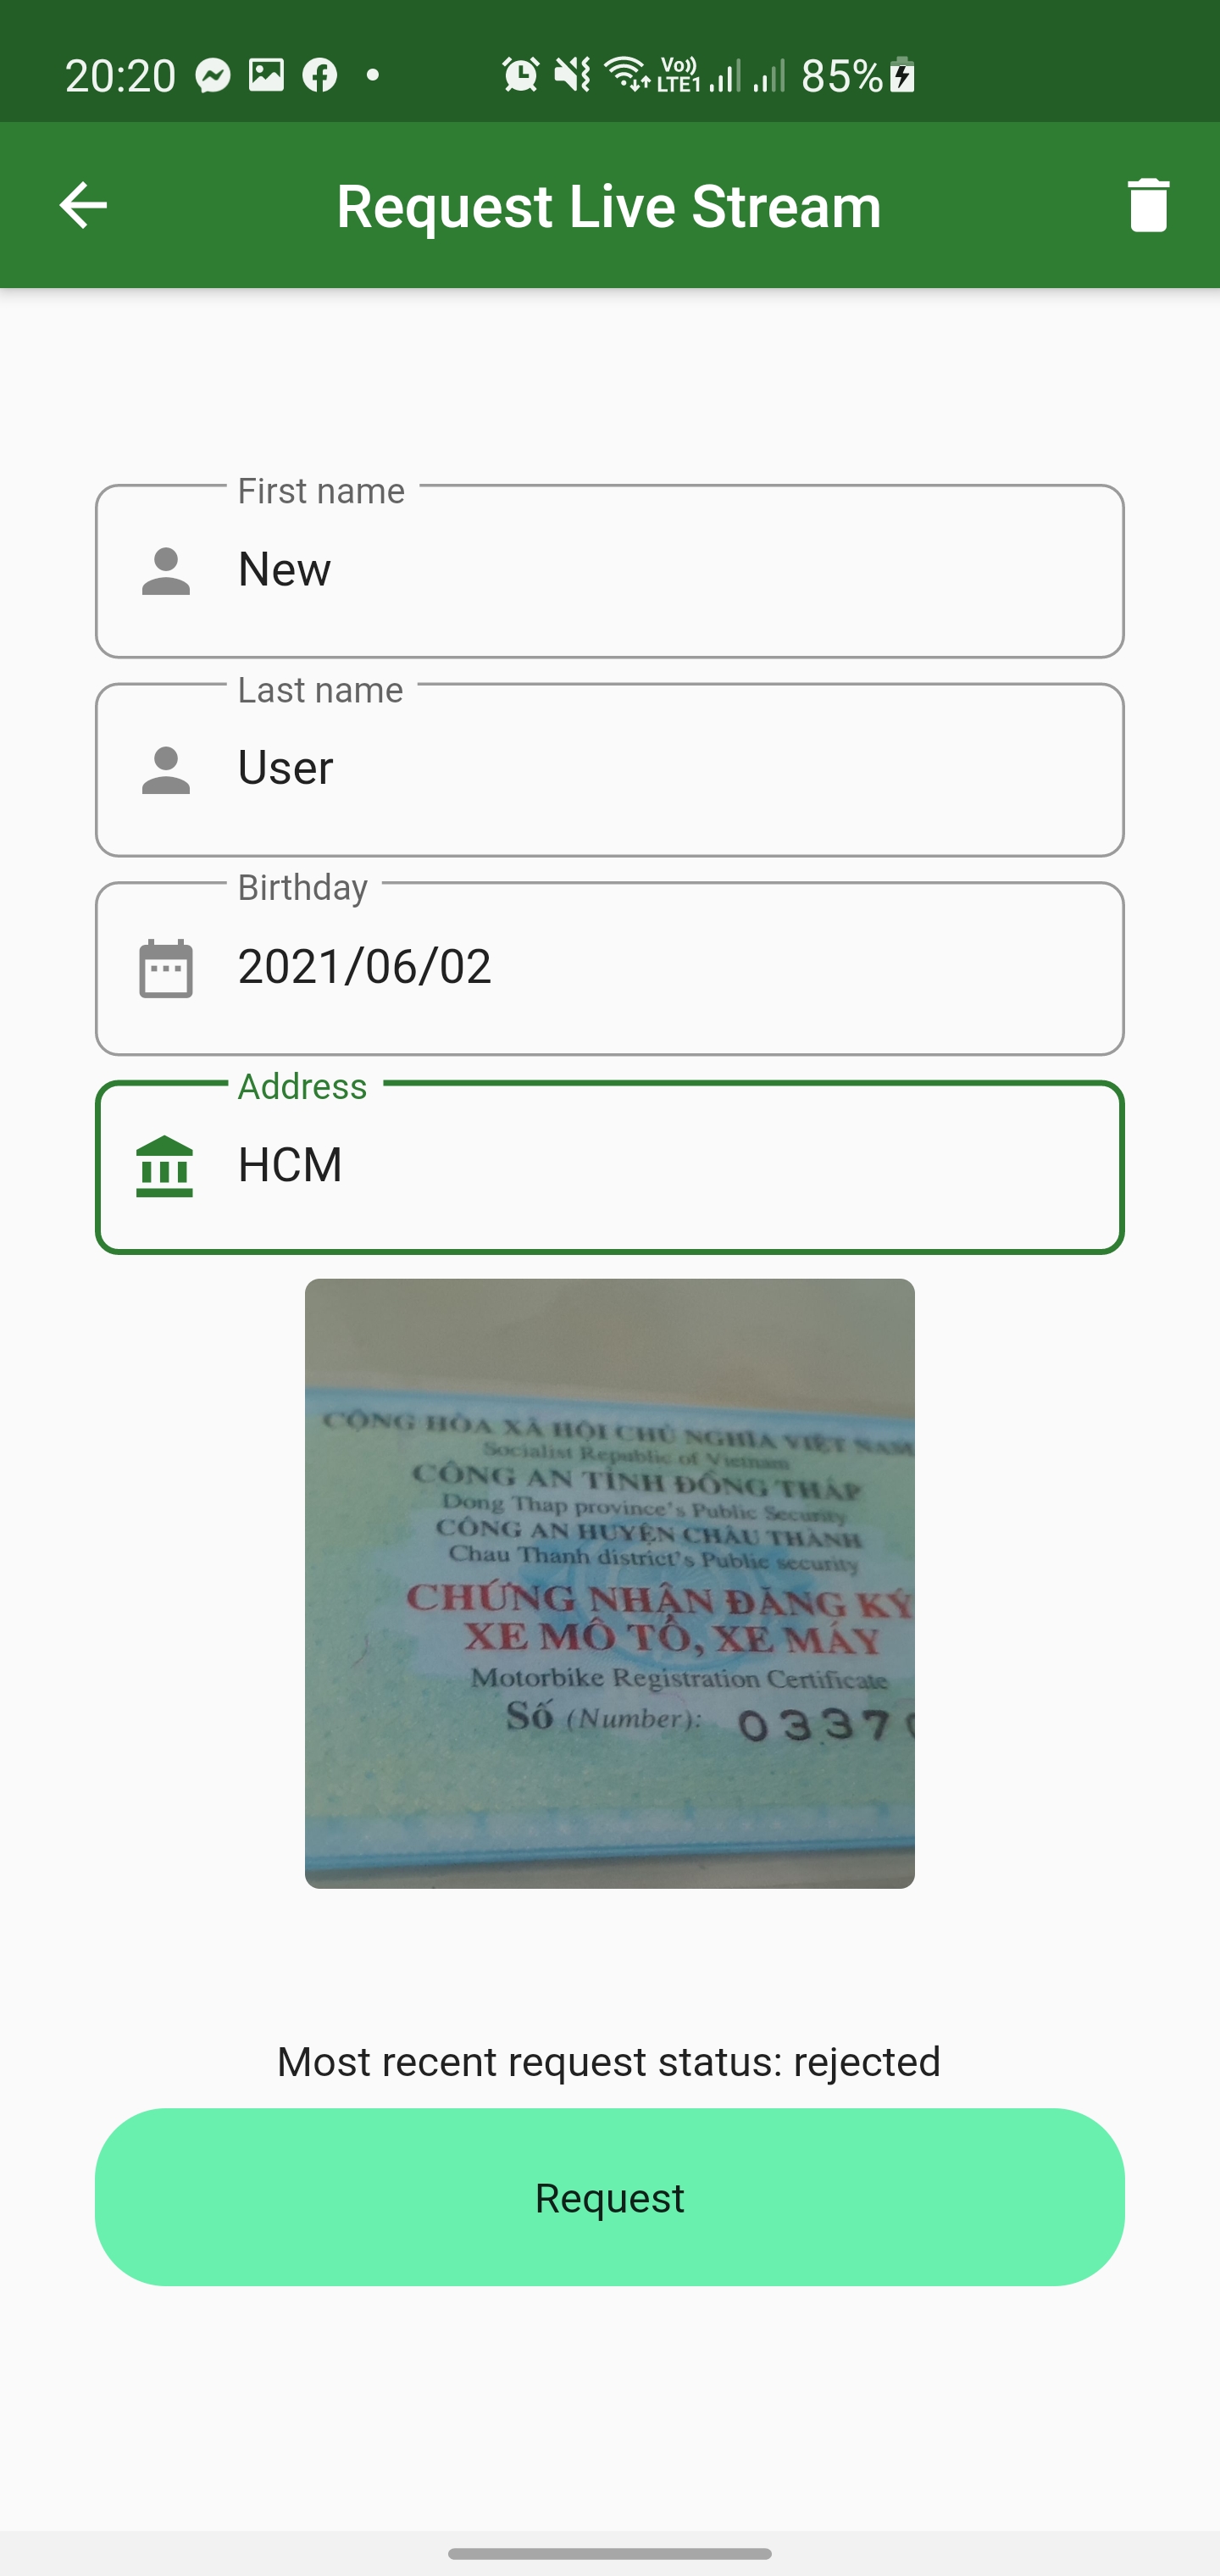 20:20
Vo))
LTE1
85%
Request Live Stream
First name
New
Last name
User
Birthday
2021/06/02
Address
HCM
CỘNG HÒA XÃ HỘI CHỦ NGHĨA VIỆT NAM
Socialist Republic of Vietnam
CÔNG AN TỈNH ĐỒNG THÁP
Dong Thap province's Public Security
CÔNG AN HUYỆN CHÂU THÀNH
Chau Thanh district's Public security
CHỨNG NHẬN ĐĂNG KÝ
XE MÔ TÔ, XE MÁY
Motorbike Registration Certificate
Số (Number): 0337
Most recent request status: rejected
Request